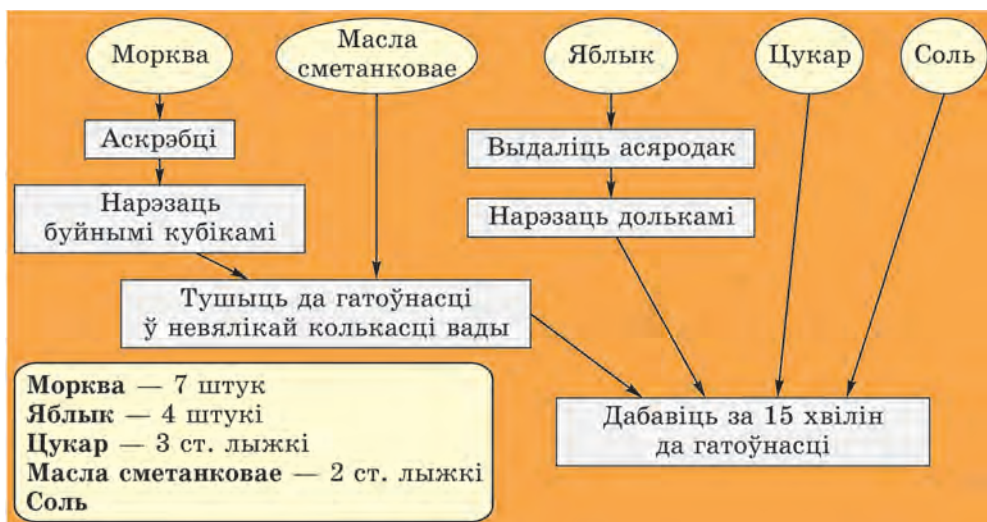 Морква
Масла
сметанковае
Яблык
Цукар
Соль
Аскрэбці
Выдаліць асяродак
Нарэзаць
буйнымі кубікамі
Нарэзаць долькамі
Тушыць да гатоўнасці
ў невялікай колькасці вады
Морква — 7 штук
Яблык — 4 штукі
Цукар — 3 ст. лыжкі
Масла сметанковае — 2 ст. лыжкі
Соль
Дабавіць за 15 хвілін
да гатоўнасці